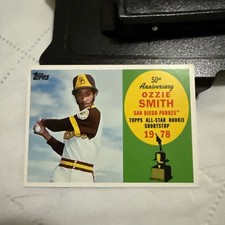 Topps
50th Anniversary
OZZIE
SMITH
SAN DIEGO PADRES
TOPPS ALL-STAR ROOKIE
SHORTSTOP
19 78